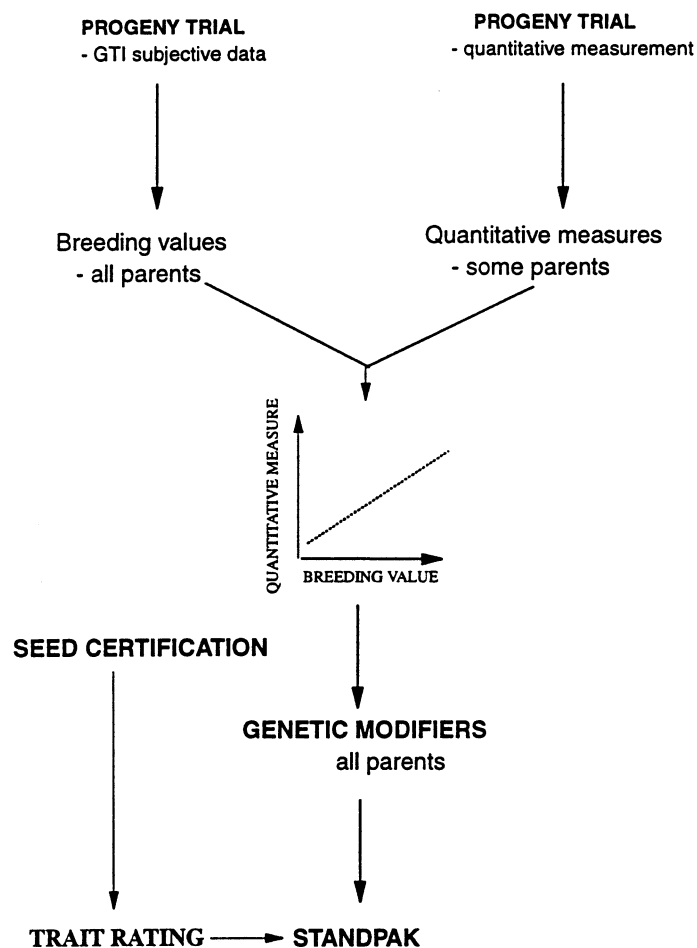 PROGENY TRIAL
- GTI subjective data
PROGENY TRIAL
- quantitative measurement
Breeding values
- all parents
Quantitative measures
- some parents
QUANTITATIVE MEASURE
BREEDING VALUE
SEED CERTIFICATION
GENETIC MODIFIERS
all parents
TRAIT RATING
STANDPAK